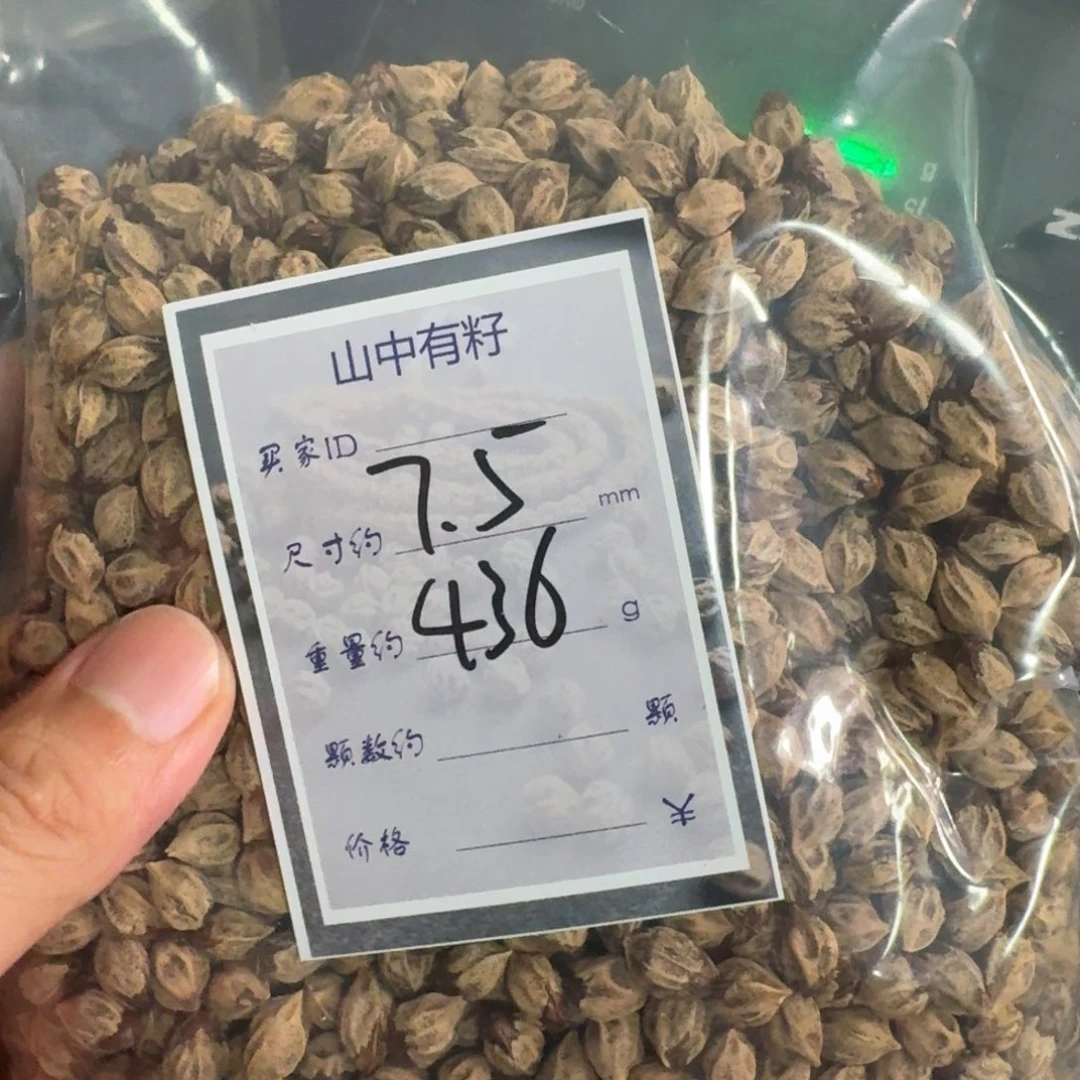 山中有籽
买家ID
尺寸约 7.5 mm
重量约 436 g
颗数约 颗
价格